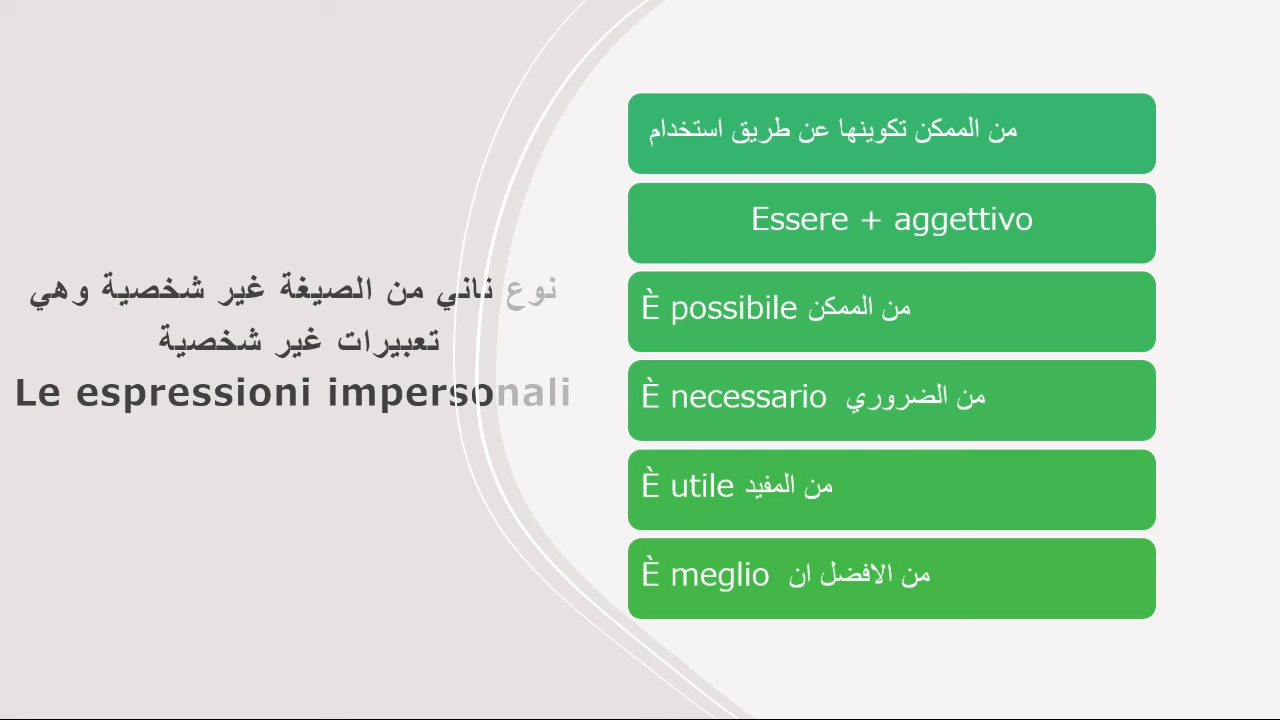 نوع ناني من الصيغة غير شخصية وهي
تعبيرات غير شخصية
Le espressioni impersonali
من الممكن تكوينها عن طريق استخدام
Essere + aggettivo
È possibile من الممكن
È necessario من الضروري
È utile من المفيد
È meglio من الافضل ان